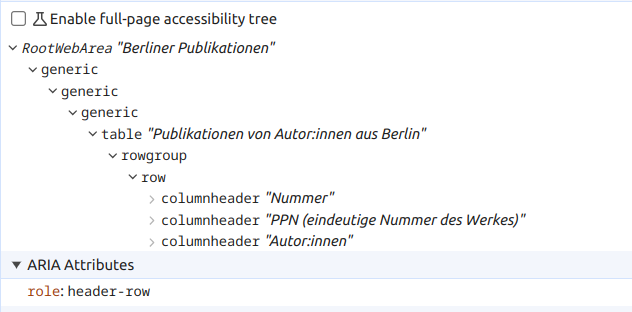 Enable full-page accessibility tree
RootWebArea "Berliner Publikationen"
generic
generic
generic
table "Publikationen von Autor:innen aus Berlin"
rowgroup
row
columnheader "Nummer"
columnheader "PPN (eindeutige Nummer des Werkes)"
columnheader "Autor:innen"
ARIA Attributes
role: header-row